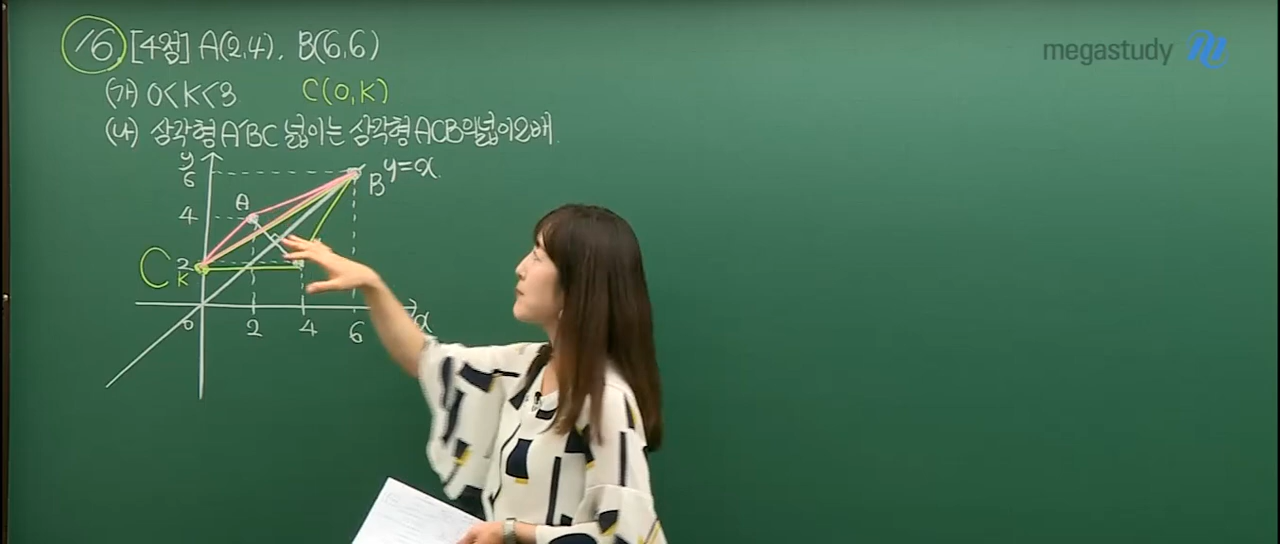 16 [4점] A(2,4), B(6,6)
megastudy
(가) 0<K<3 C(0,K)
(나) 삼각형 A'BC 넓이는 삼각형 ACB의넓이2배.
y
6
B y=x
A
4
C 2
K
0 2 4 6 x